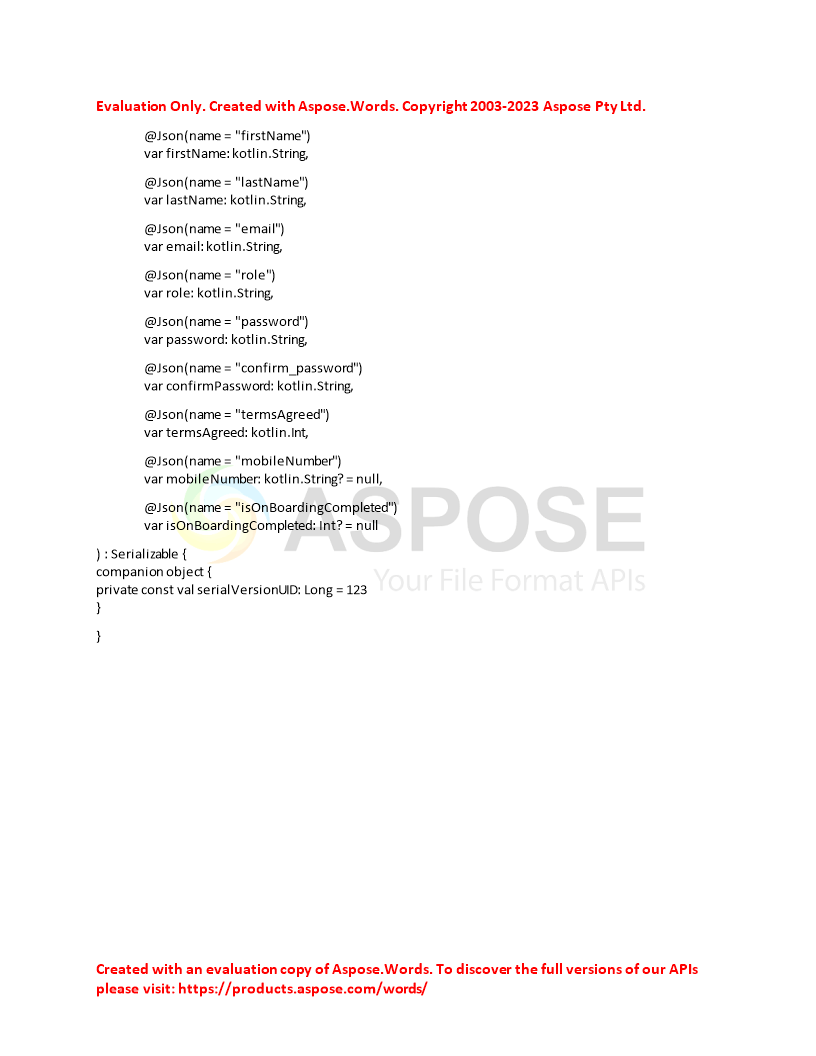 Evaluation Only. Created with Aspose.Words. Copyright 2003-2023 Aspose Pty Ltd.
@Json(name = "firstName")
var firstName: kotlin.String,
@Json(name = "lastName")
var lastName: kotlin.String,
@Json(name = "email")
var email: kotlin.String,
@Json(name = "role")
var role: kotlin.String,
@Json(name = "password")
var password: kotlin.String,
@Json(name = "confirm_password")
var confirmPassword: kotlin.String,
@Json(name = "termsAgreed")
var termsAgreed: kotlin.Int,
@Json(name = "mobileNumber")
var mobileNumber: kotlin.String? = null,
@Json(name = "isOnBoardingCompleted")
var isOnBoardingCompleted: Int? = null
ASPOSE
) : Serializable {
companion object {
Your File Format APIs
private const val serialVersionUID: Long = 123
}
}
Created with an evaluation copy of Aspose.Words. To discover the full versions of our APIs
please visit: https://products.aspose.com/words/